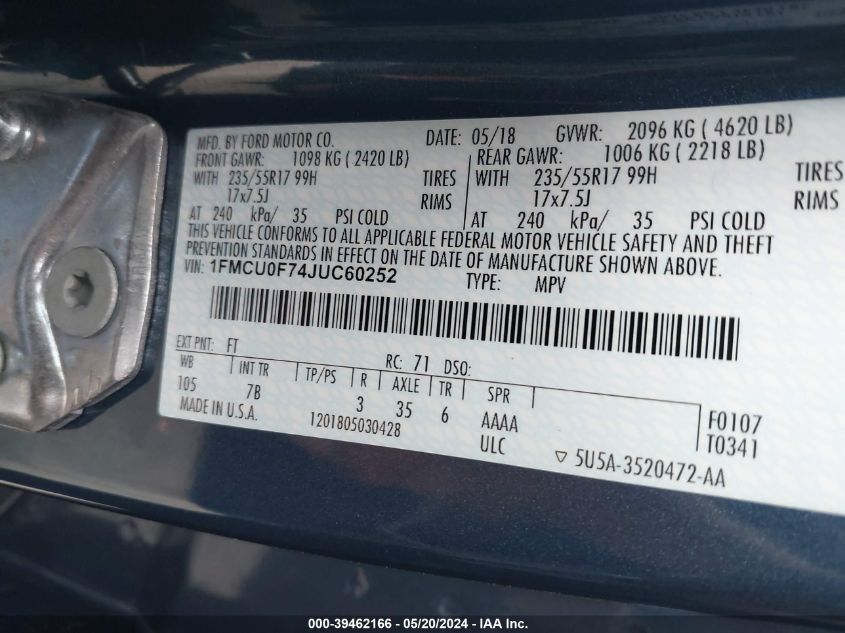 MFD. BY FORD MOTOR CO. DATE: 05/18 GVWR: 2096 KG ( 4620 LB)
FRONT GAWR: 1098 KG ( 2420 LB) REAR GAWR: 1006 KG ( 2218 LB)
WITH 235/55R17 99H TIRES WITH 235/55R17 99H TIRES
17x7.5J RIMS 17x7.5J RIMS
AT 240 kPa/ 35 PSI COLD AT 240 kPa/ 35 PSI COLD
THIS VEHICLE CONFORMS TO ALL APPLICABLE FEDERAL MOTOR VEHICLE SAFETY AND THEFT
PREVENTION STANDARDS IN EFFECT ON THE DATE OF MANUFACTURE SHOWN ABOVE.
VIN: 1FMCU0F74JUC60252 TYPE: MPV
EXT PNT: FT RC: 71 DSO:
WB INT TR TP/PS R AXLE TR SPR
105 7B 3 35 6 AAAA F0107
MADE IN U.S.A. 1201805030428 ULC T0341
▽ 5U5A-3520472-AA
000-39462166 - 05/20/2024 - IAA Inc.